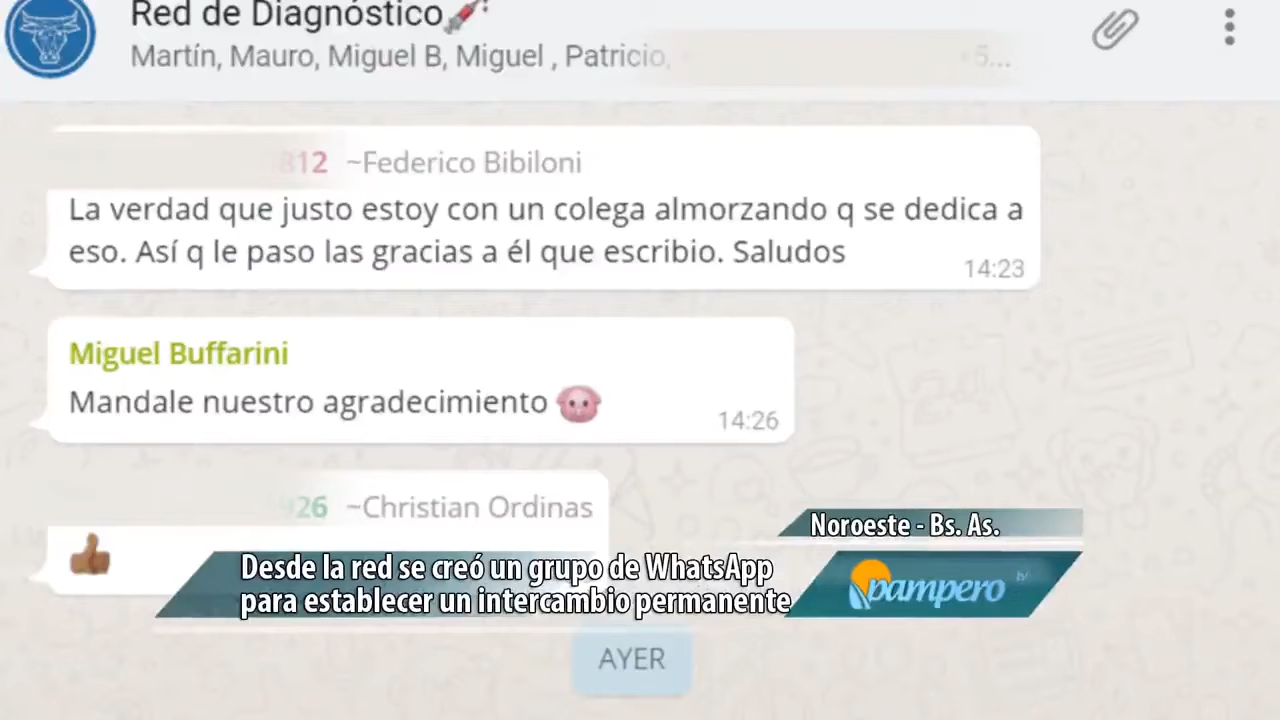 Red de Diagnóstico
Martín, Mauro, Miguel B, Miguel , Patricio,
812 ~Federico Bibiloni
La verdad que justo estoy con un colega almorzando q se dedica a
eso. Así q le paso las gracias a él que escribio. Saludos
14:23
Miguel Buffarini
Mandale nuestro agradecimiento
14:26
926 ~Christian Ordinas
Noroeste - Bs. As.
Desde la red se creó un grupo de WhatsApp
para establecer un intercambio permanente
pampero tv
AYER